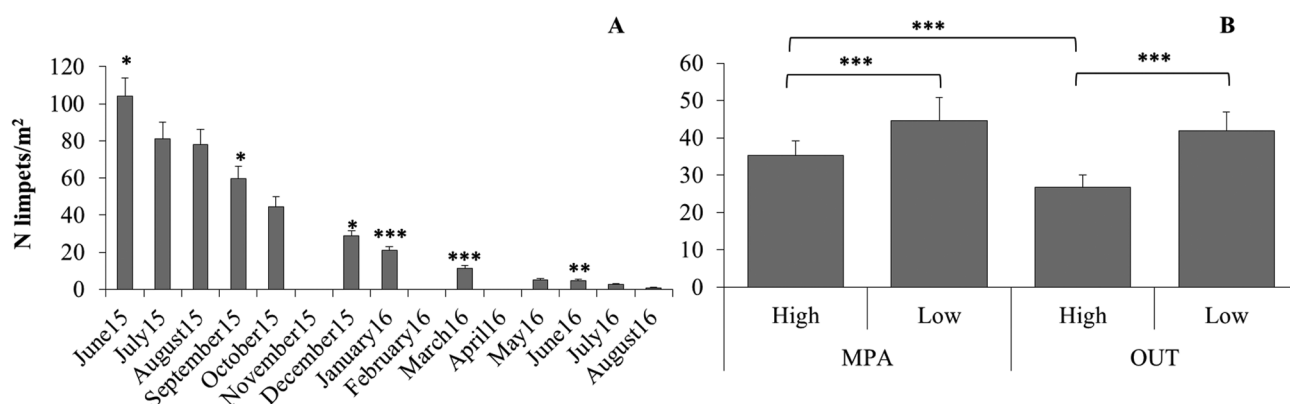 A
N limpets/m²
120
100
80
60
40
20
0
*
*
*
***
***
**
June15
July15
August15
September15
October15
November15
December15
January16
February16
March16
April16
May16
June16
July16
August16
B
60
50
40
30
20
10
0
***
***
***
High
Low
High
Low
MPA
OUT